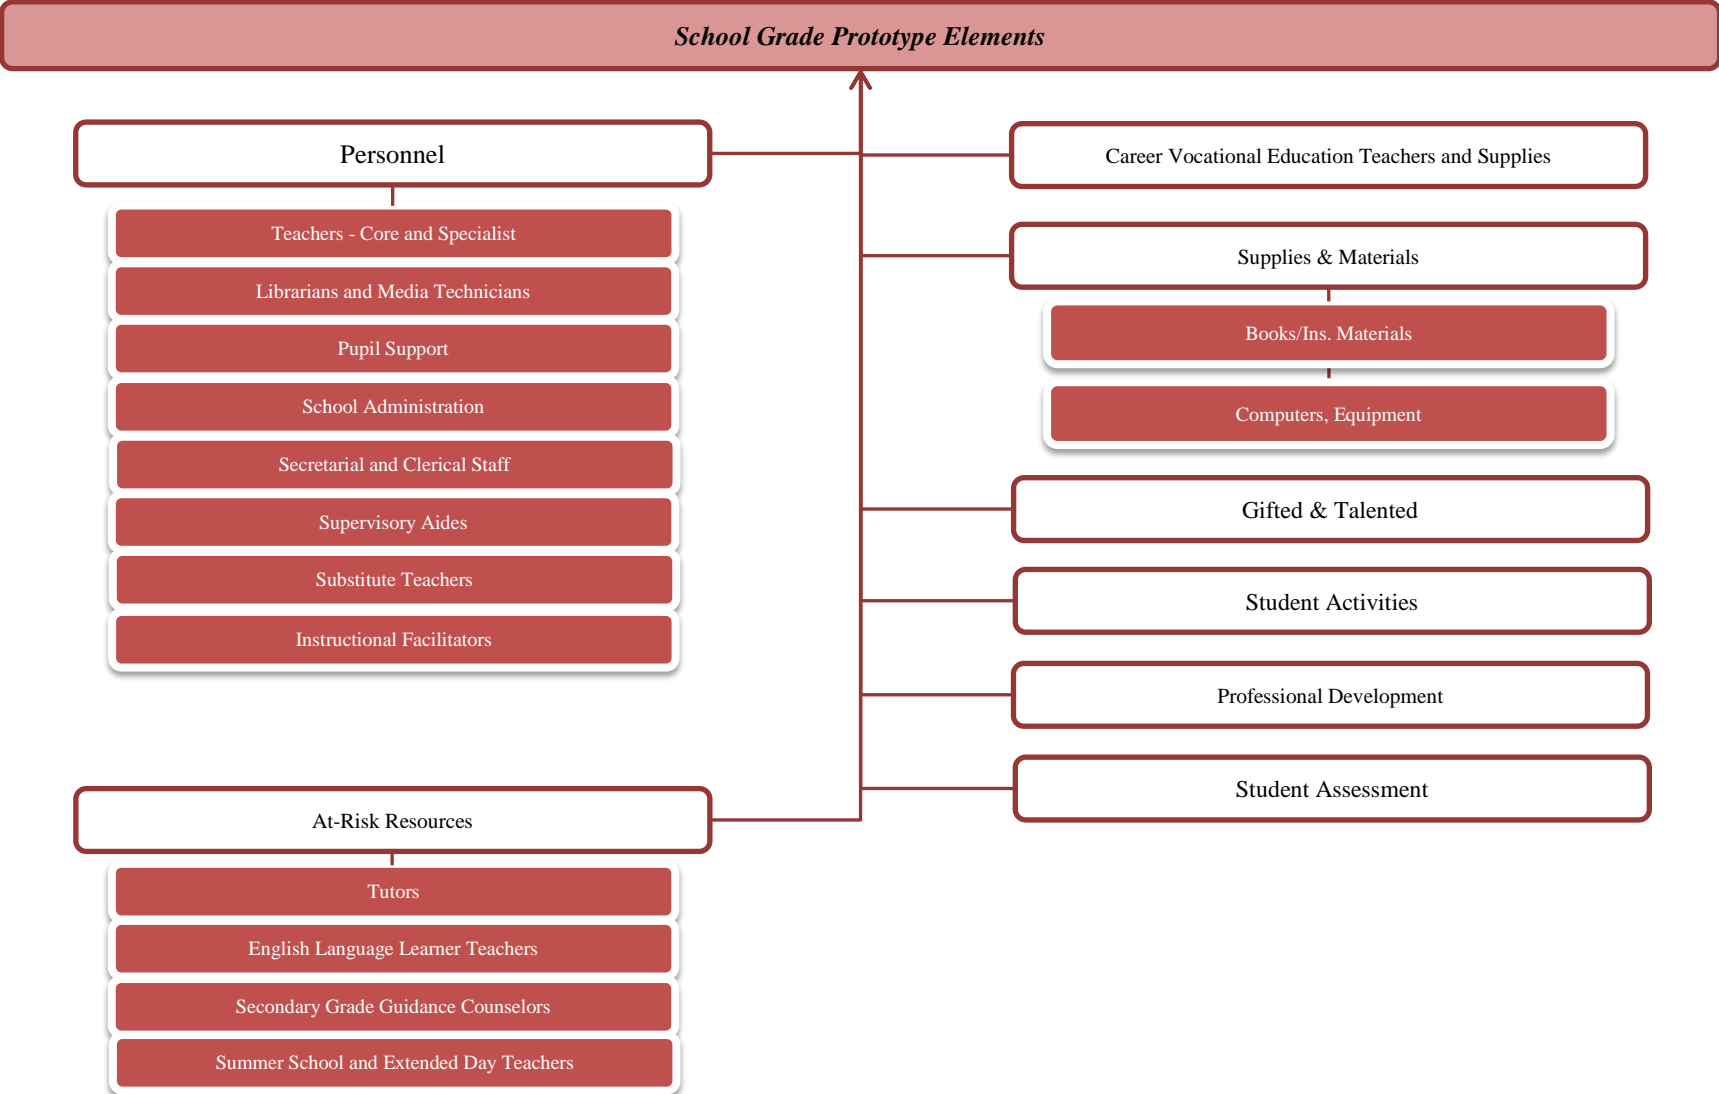 School Grade Prototype Elements
Personnel
Teachers - Core and Specialist
Librarians and Media Technicians
Pupil Support
School Administration
Secretarial and Clerical Staff
Supervisory Aides
Substitute Teachers
Instructional Facilitators
At-Risk Resources
Tutors
English Language Learner Teachers
Secondary Grade Guidance Counselors
Summer School and Extended Day Teachers
Career Vocational Education Teachers and Supplies
Supplies & Materials
Books/Ins. Materials
Computers, Equipment
Gifted & Talented
Student Activities
Professional Development
Student Assessment